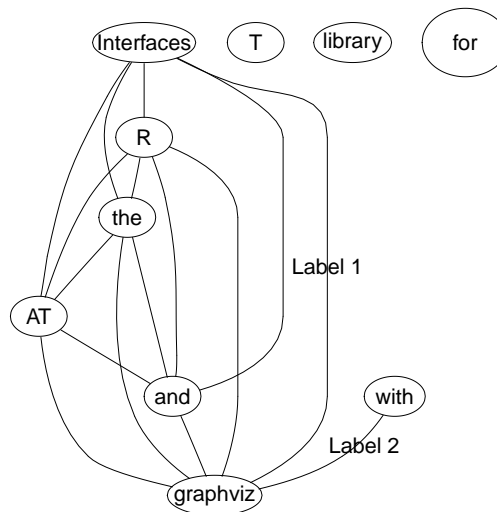 Interfaces T library for
R
the
Label 1
AT
and with
Label 2
graphviz